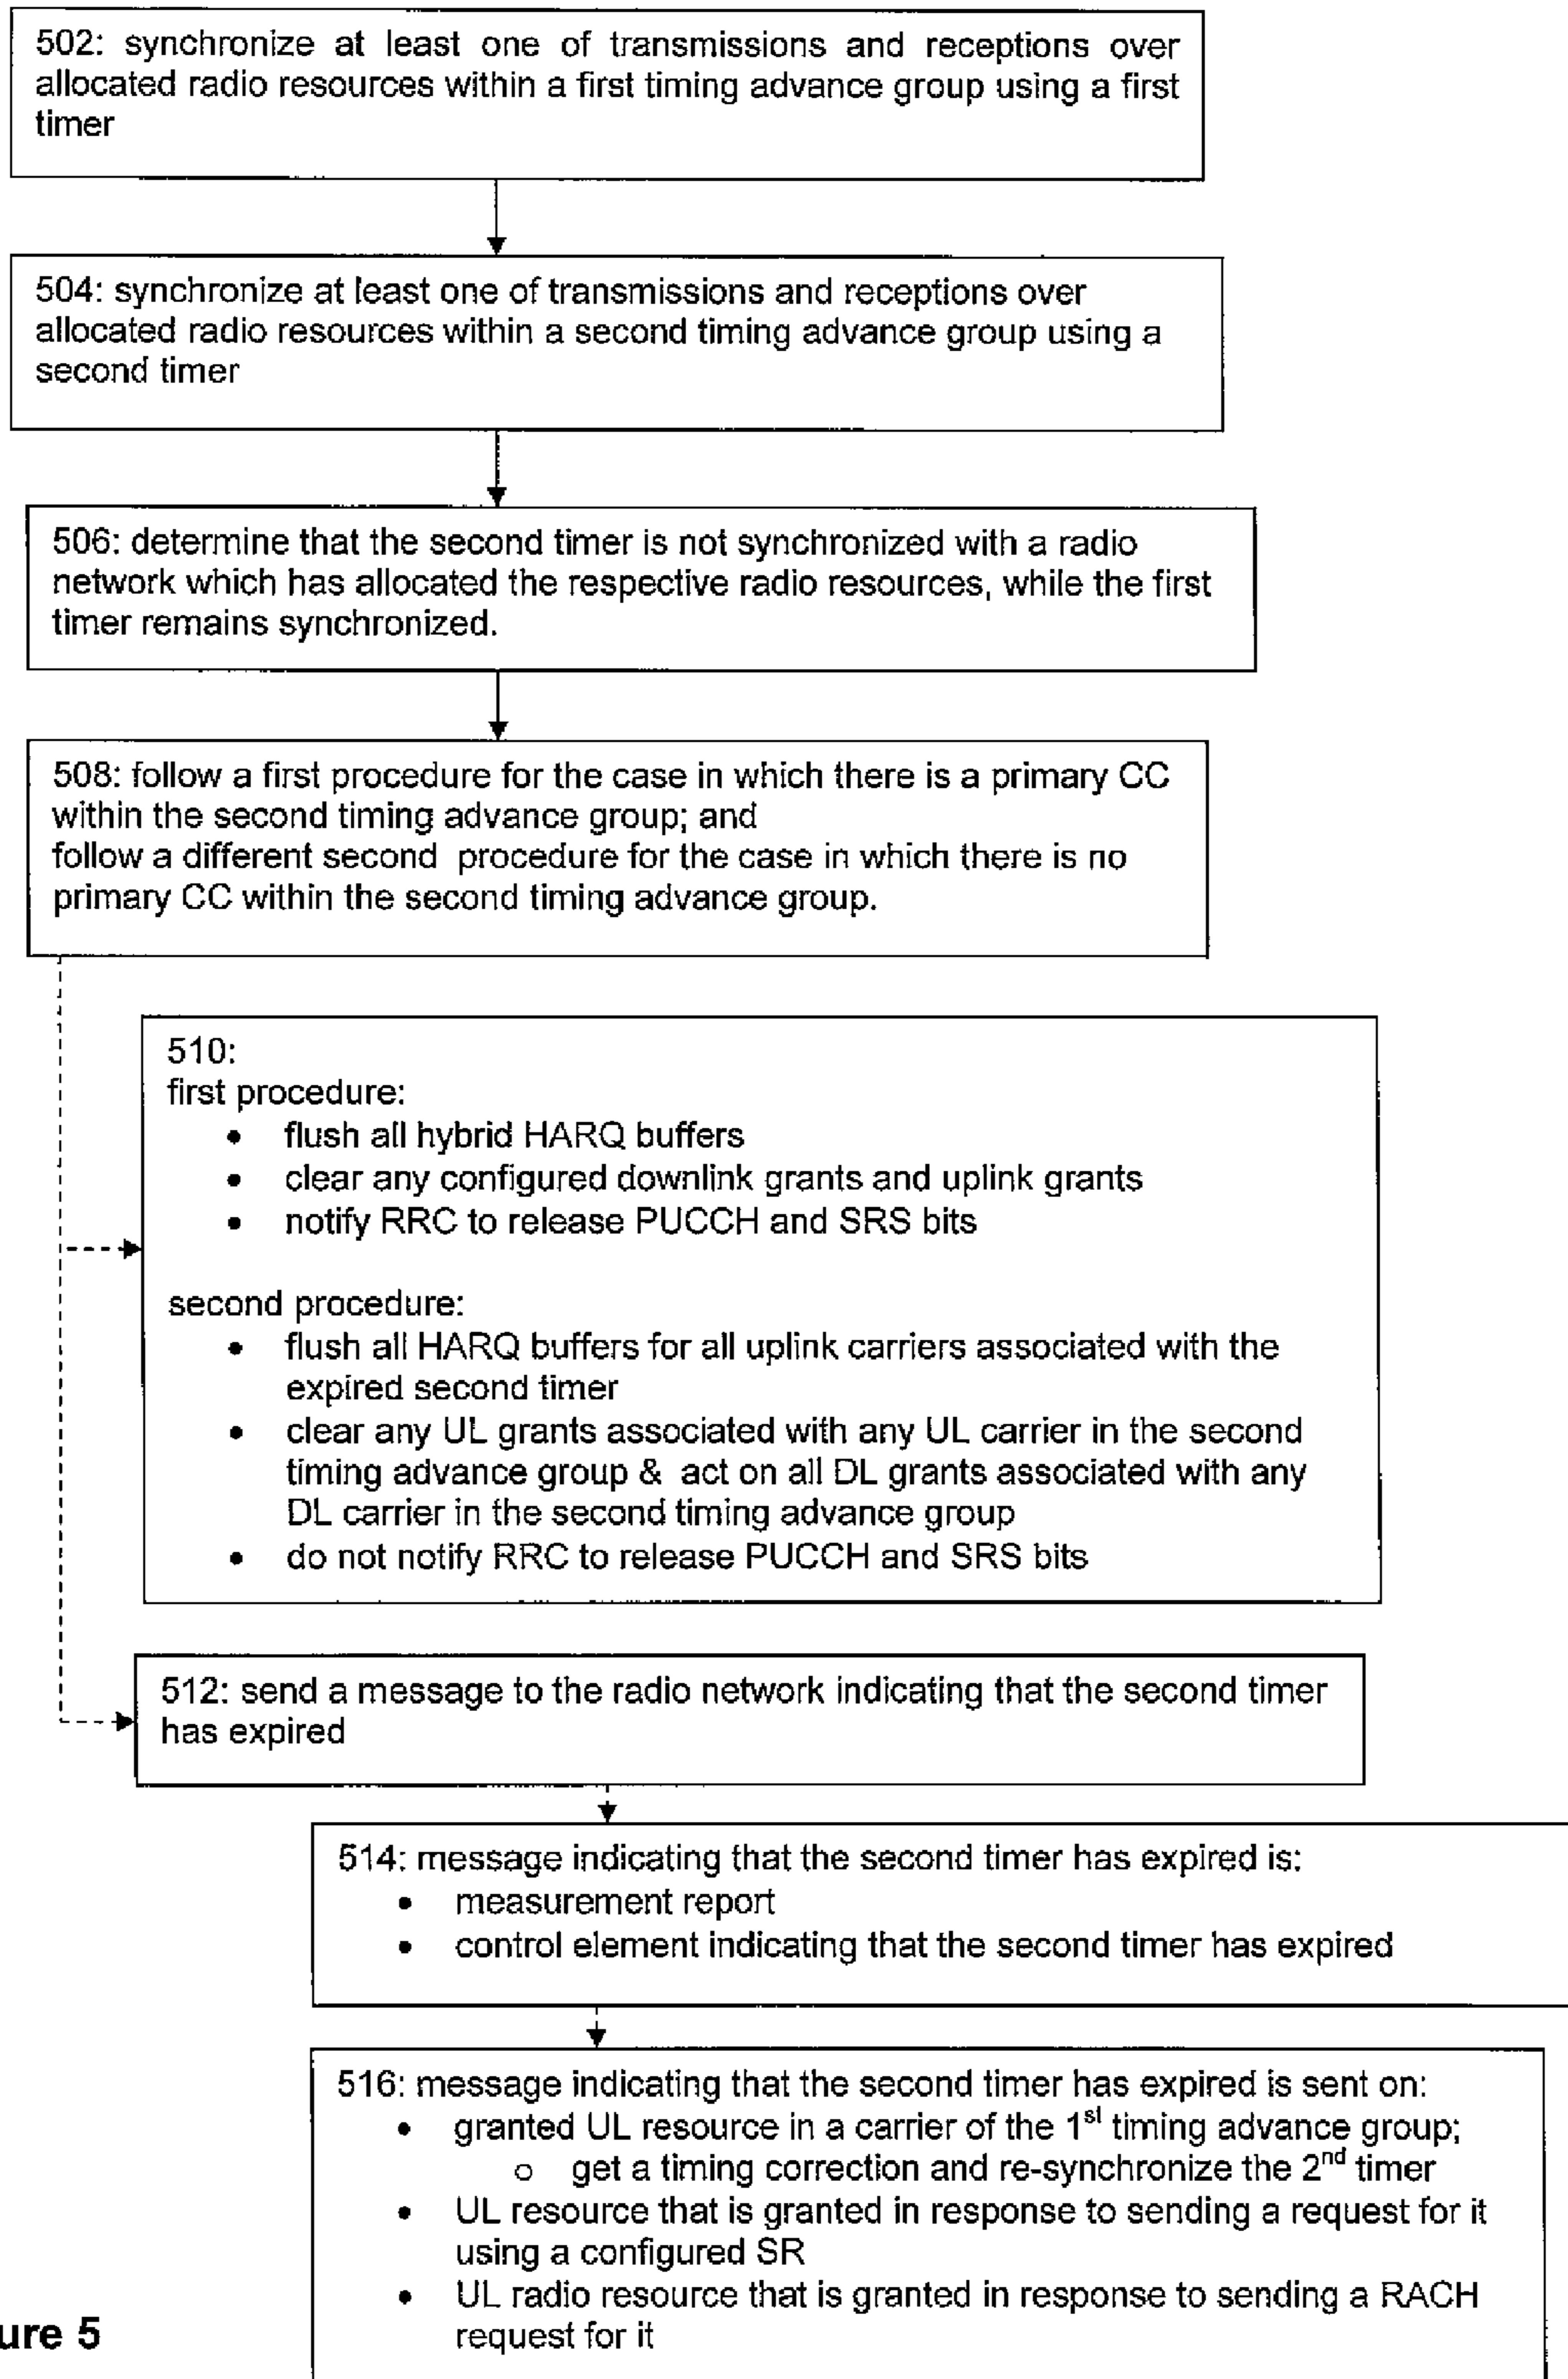 502: synchronize at least one of transmissions and receptions over
allocated radio resources within a first timing advance group using a first
timer
504: synchronize at least one of transmissions and receptions over
allocated radio resources within a second timing advance group using a
second timer
506: determine that the second timer is not synchronized with a radio
network which has allocated the respective radio resources, while the first
timer remains synchronized.
508: follow a first procedure for the case in which there is a primary CC
within the second timing advance group; and
follow a different second procedure for the case in which there is no
primary CC within the second timing advance group.
510:
first procedure:
• flush all hybrid HARQ buffers
• clear any configured downlink grants and uplink grants
• notify RRC to release PUCCH and SRS bits
second procedure:
• flush all HARQ buffers for all uplink carriers associated with the
expired second timer
• clear any UL grants associated with any UL carrier in the second
timing advance group & act on all DL grants associated with any
DL carrier in the second timing advance group
• do not notify RRC to release PUCCH and SRS bits
512: send a message to the radio network indicating that the second timer
has expired
514: message indicating that the second timer has expired is:
• measurement report
• control element indicating that the second timer has expired
516: message indicating that the second timer has expired is sent on:
• granted UL resource in a carrier of the 1st timing advance group;
o get a timing correction and re-synchronize the 2nd timer
• UL resource that is granted in response to sending a request for it
using a configured SR
• UL radio resource that is granted in response to sending a RACH
request for it
ure 5